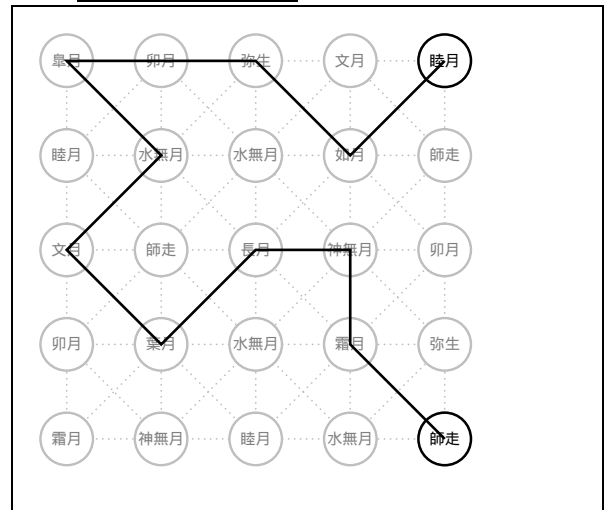 皐月 卯月 弥生 文月 睦月
睦月 水無月 水無月 如月 師走
文月 師走 長月 神無月 卯月
卯月 葉月 水無月 霜月 弥生
霜月 神無月 睦月 水無月 師走